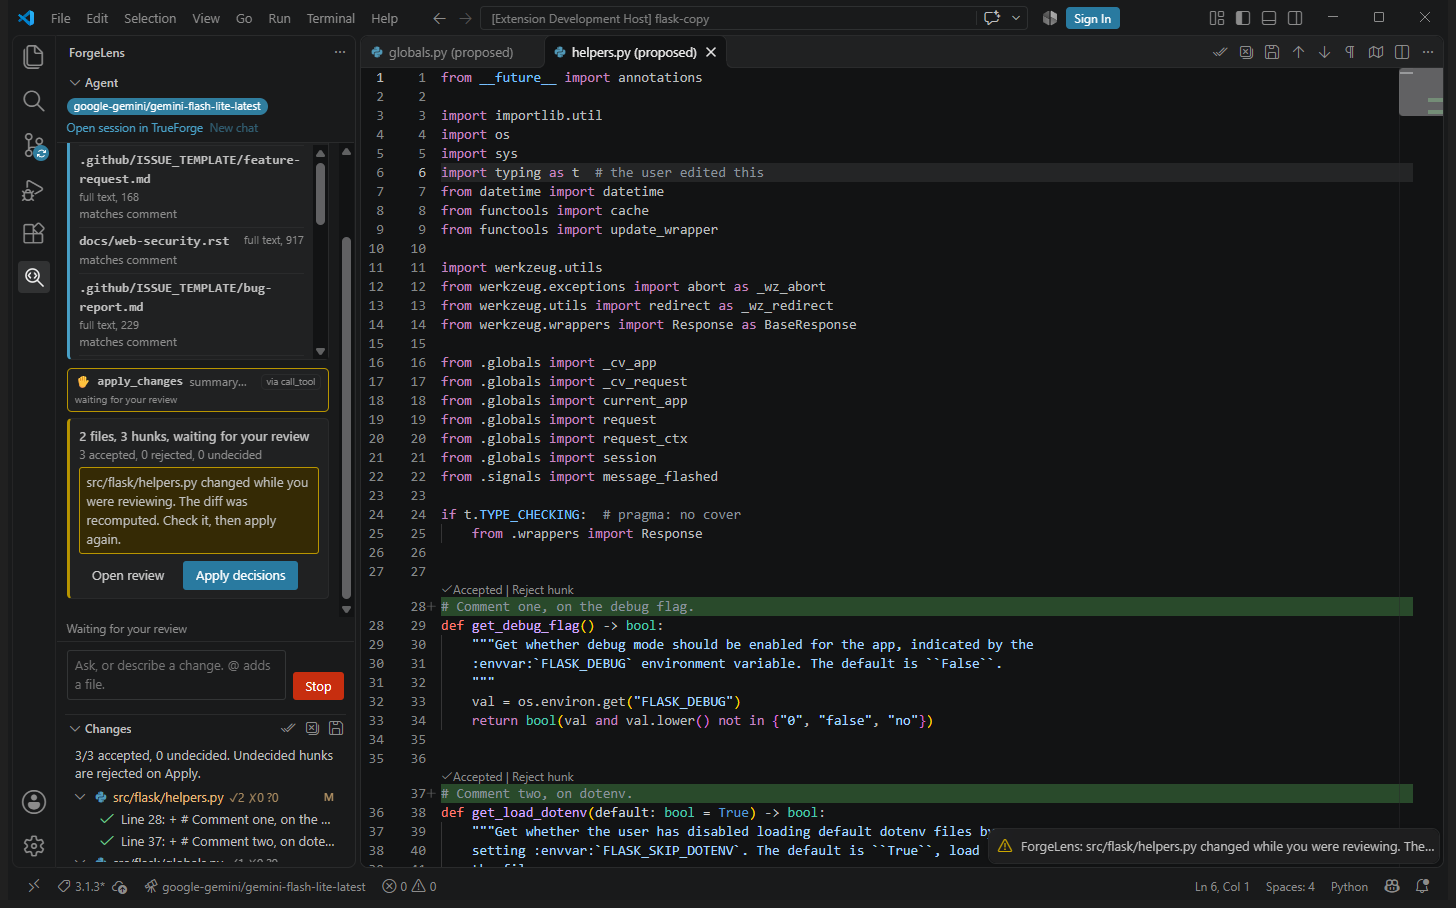 File Edit Selection View Go Run Terminal Help
[Extension Development Host] flask-copy
Sign In
ForgeLens
Agent
google-gemini/gemini-flash-lite-latest
Open session in TrueForge New chat
.github/ISSUE_TEMPLATE/feature-
request.md
full text, 168
matches comment
docs/web-security.rst full text, 917
matches comment
.github/ISSUE_TEMPLATE/bug-
report.md
full text, 229
matches comment
apply_changes summary... via call_tool
waiting for your review
2 files, 3 hunks, waiting for your review
3 accepted, 0 rejected, 0 undecided
src/flask/helpers.py changed while you
were reviewing. The diff was
recomputed. Check it, then apply
again.
Open review Apply decisions
Waiting for your review
Ask, or describe a change. @ adds
a file.
Stop
Changes
3/3 accepted, 0 undecided. Undecided hunks
are rejected on Apply.
src/flask/helpers.py ✓2 ✗0 ?0 M
Line 28: + # Comment one, on the ...
Line 37: + # Comment two, on dote...
globals.py (proposed) helpers.py (proposed)
1 1 from __future__ import annotations
2 2
3 3 import importlib.util
4 4 import os
5 5 import sys
6 6 import typing as t  # the user edited this
7 7 from datetime import datetime
8 8 from functools import cache
9 9 from functools import update_wrapper
10 10
11 11 import werkzeug.utils
12 12 from werkzeug.exceptions import abort as _wz_abort
13 13 from werkzeug.utils import redirect as _wz_redirect
14 14 from werkzeug.wrappers import Response as BaseResponse
15 15
16 16 from .globals import _cv_app
17 17 from .globals import _cv_request
18 18 from .globals import current_app
19 19 from .globals import request
20 20 from .globals import request_ctx
21 21 from .globals import session
22 22 from .signals import message_flashed
23 23
24 24 if t.TYPE_CHECKING:  # pragma: no cover
25 25     from .wrappers import Response
26 26
27 27
✓Accepted | Reject hunk
28+ # Comment one, on the debug flag.
28 29 def get_debug_flag() -> bool:
29 30     """Get whether debug mode should be enabled for the app, indicated by the
30 31     :envvar:`FLASK_DEBUG` environment variable. The default is ``False``.
31 32     """
32 33     val = os.environ.get("FLASK_DEBUG")
33 34     return bool(val and val.lower() not in {"0", "false", "no"})
34 35
35 36
✓Accepted | Reject hunk
37+ # Comment two, on dotenv.
36 38 def get_load_dotenv(default: bool = True) -> bool:
37 39     """Get whether the user has disabled loading default dotenv files by
38 40     setting :envvar:`FLASK_SKIP_DOTENV`. The default is ``True``, load
ForgeLens: src/flask/helpers.py changed while you were reviewing. The...
3.1.3* google-gemini/gemini-flash-lite-latest 0 0 Ln 6, Col 1 Spaces: 4 Python